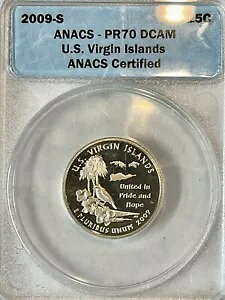 2009-S 25C
ANACS - PR70 DCAM
U.S. Virgin Islands
ANACS Certified
U.S. VIRGIN ISLANDS
United in
Pride and
Hope
E PLURIBUS UNUM 2009